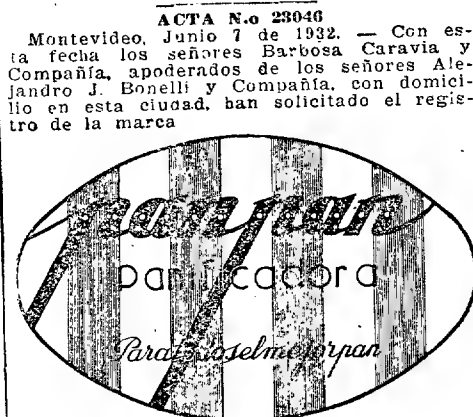 ACTA N.o 23046
Montevideo, Junio 7 de 1932. — Con es-
ta fecha los señores Barbosa Caravia y
Compañía, apoderados de los señores Ale-
jandro J. Bonelli y Compañía, con domici-
lio en esta ciudad, han solicitado el regis-
tro de la marca
panpan
panificadora